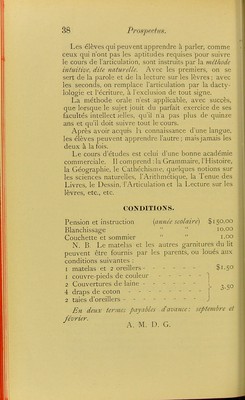 38 Prospectus.
Les élèves qui peuvent apprendre à parler, comme
ceux qui n'ont pas les aptitudes requises pour suivre
le cours de l'articulation, sont instruits par la méthode
intuitive, dite naturelle. Avec les premiers, on se
sert de la parole et de la lecture sur les lèvres : avec
les seconds, on remplace l'articulation par la dacty-
lologie et l'écriture, à l'exclusion de tout signe.
La méthode orale n'est applicable, avec succès,
que lorsque le sujet jouit du parfait exercice de ses
facultés intellectuelles, qu'il n'a pas plus de quinze
ans et qu'il doit suivre tout le cours.
Après avoir acquis la connaissance d'une langue,
les élèves peuvent apprendre l'autre ; mais jamais les
deux à la fois.
Le cours d'études est celui d'une bonne académie
commerciale. Il comprend : la Grammaire, l'Histoire,
la Géographie, le Catéchisme, quelques notions sur
les sciences naturelles, l'Arithmétique, la Tenue des
Livres, le Dessin, l'Articulation et la Lecture sur les
lèvres, etc., etc.
CONDITIONS.
Pension et instruction (année scolaire) $150.00
Blanchissage " " 10.00
Couchette et sommier " " 1.00
N. B. Le matelas et les autres garnitures du lit
peuvent être fournis par les parents, ou loués aux
conditions suivantes :
1 matelas et 2 oreillers - - - - - $1.50
1 couvre-pieds de couleur - - - - -
2 Couvertures de laine - - - - - } 3.50
4 draps de coton - - - - -
2 taies d'oreillers - - - - -
En deux termes payables d'avance : septembre et
février.
A. M. D. G.